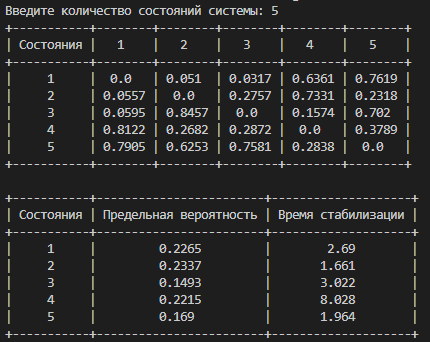 Введите количество состояний системы: 5
+-----------+--------+--------+--------+--------+--------+
| Состояния |   1    |   2    |   3    |   4    |   5    |
+-----------+--------+--------+--------+--------+--------+
|     1     |  0.0   | 0.051  | 0.0317 | 0.6361 | 0.7619 |
|     2     | 0.0557 |  0.0   | 0.2757 | 0.7331 | 0.2318 |
|     3     | 0.0595 | 0.8457 |  0.0   | 0.1574 | 0.702  |
|     4     | 0.8122 | 0.2682 | 0.2872 |  0.0   | 0.3789 |
|     5     | 0.7905 | 0.6253 | 0.7581 | 0.2838 |  0.0   |
+-----------+--------+--------+--------+--------+--------+
+-----------+-----------------------+--------------------+
| Состояния | Предельная вероятность | Время стабилизации |
+-----------+-----------------------+--------------------+
|     1     |         0.2265         |        2.69        |
|     2     |         0.2337         |       1.661        |
|     3     |         0.1493         |       3.022        |
|     4     |         0.2215         |       8.028        |
|     5     |         0.169          |       1.964        |
+-----------+-----------------------+--------------------+